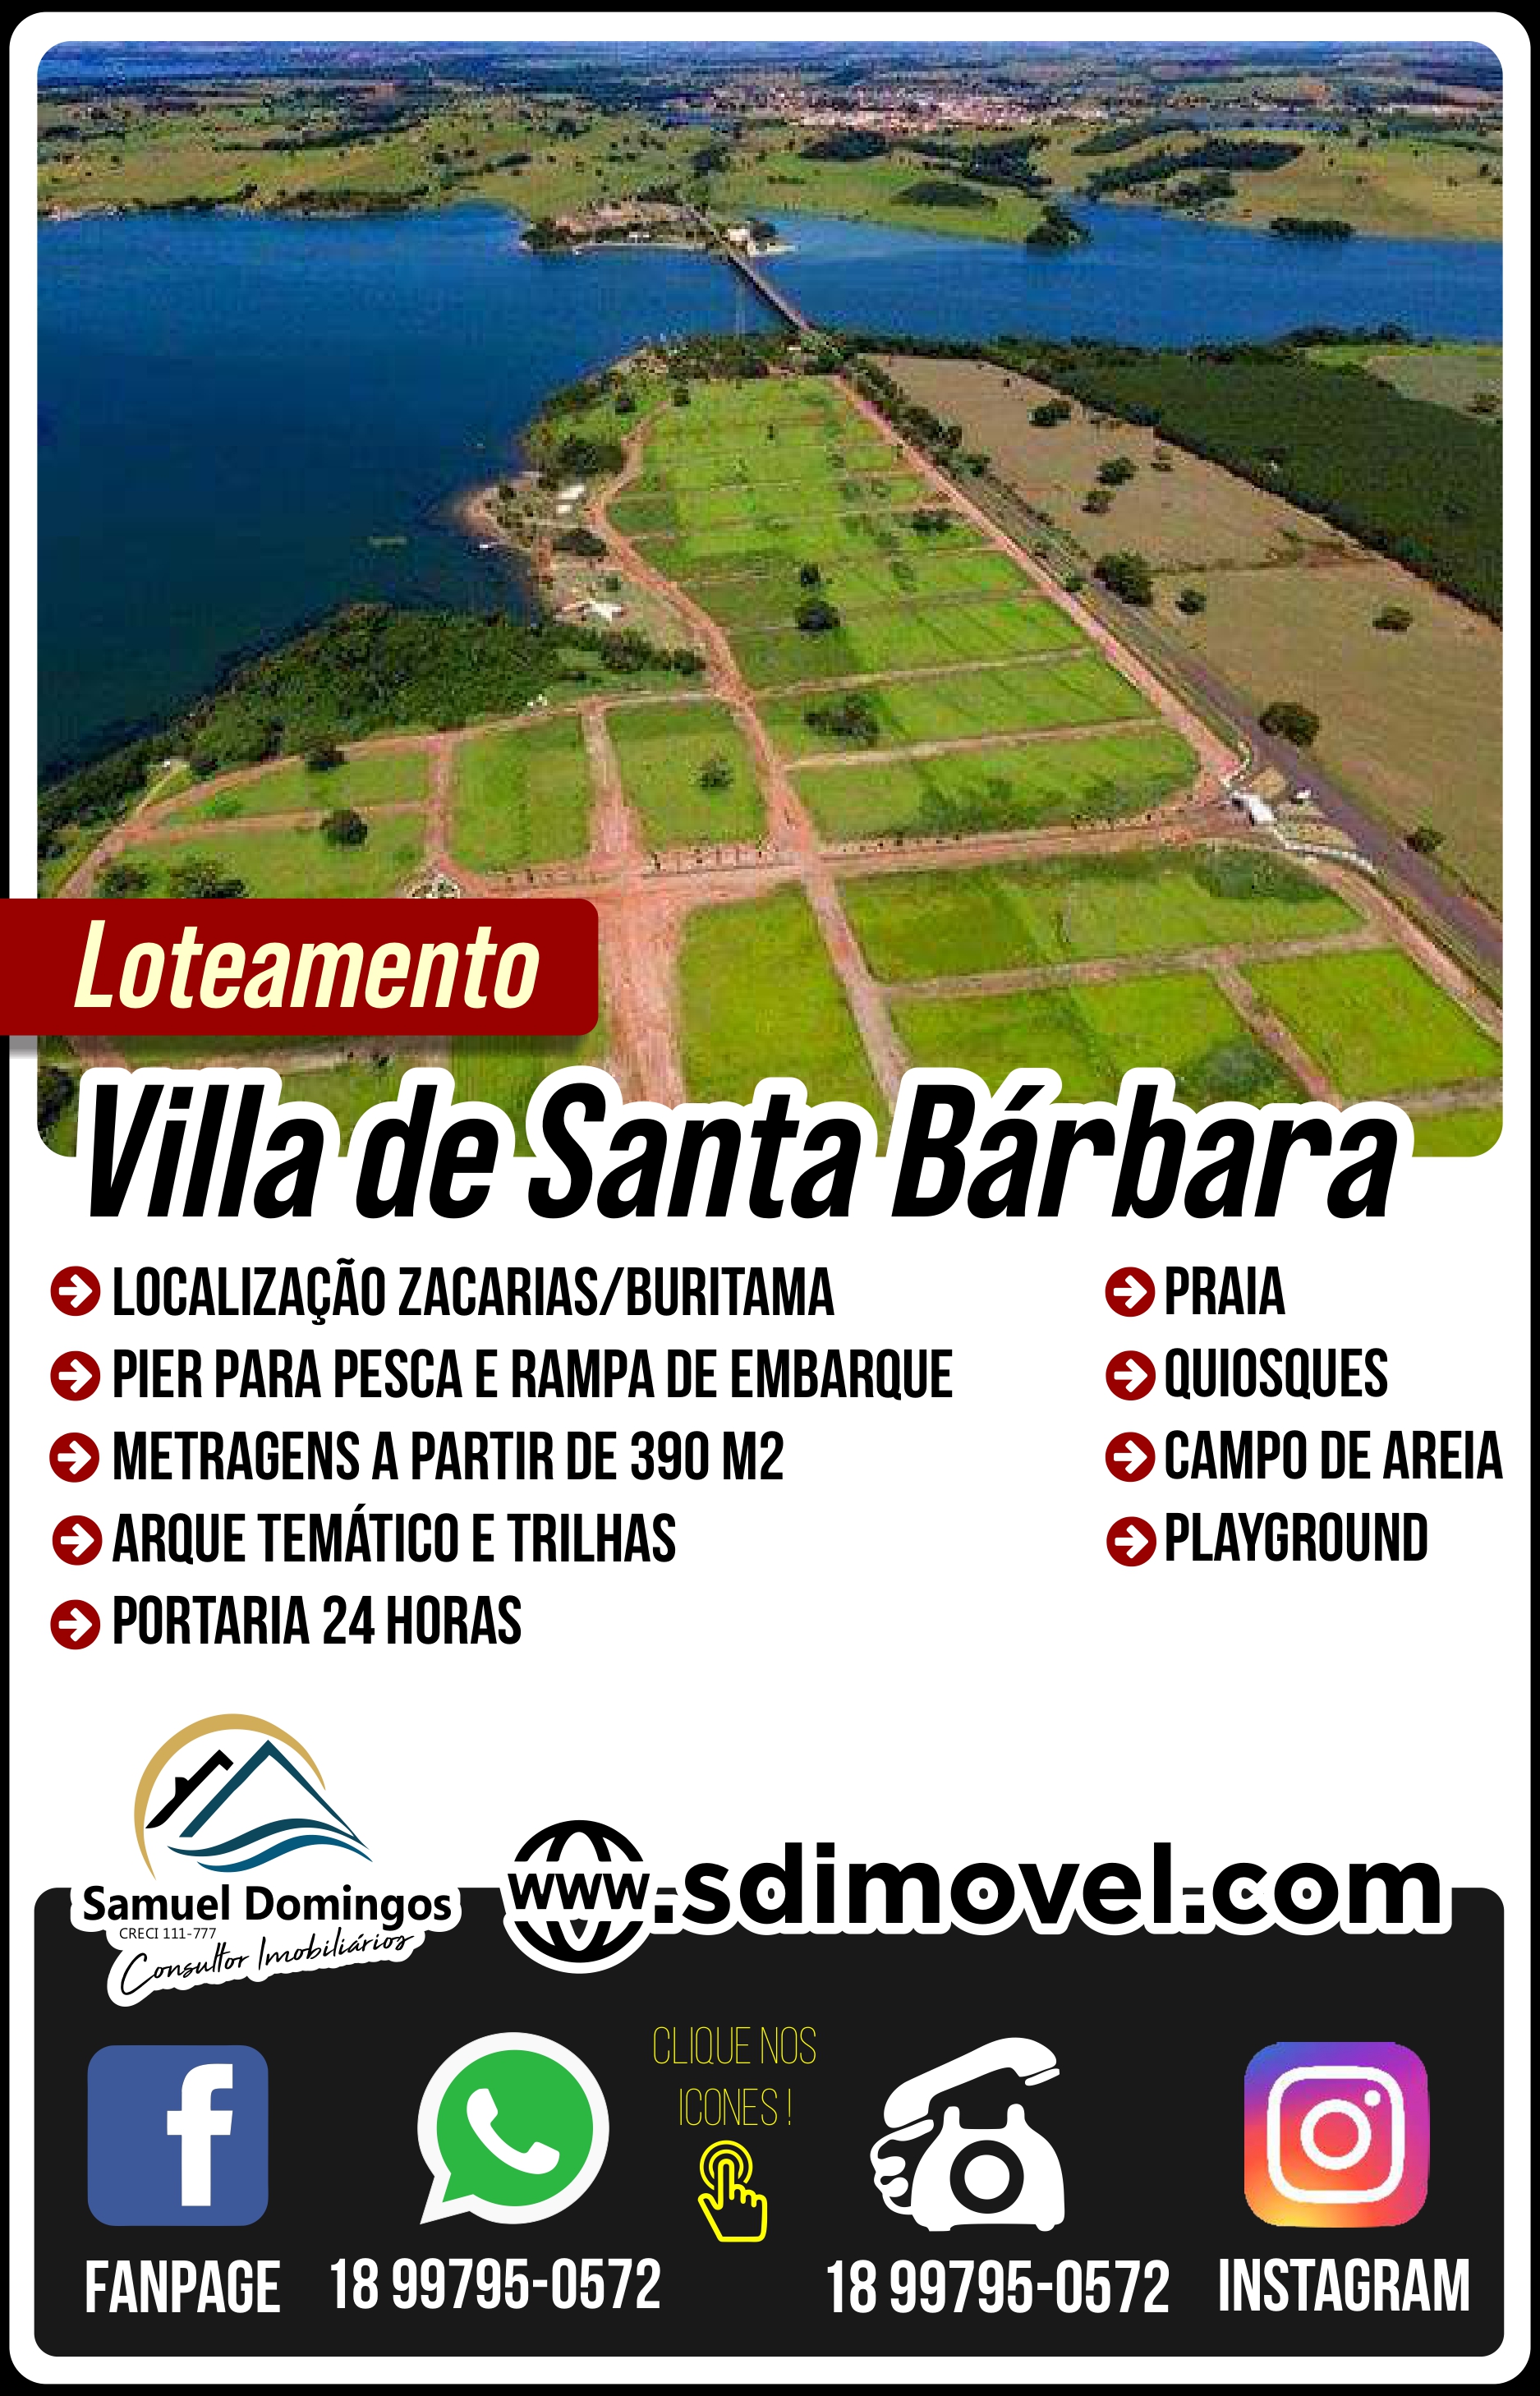 Loteamento
Villa de Santa Bárbara
LOCALIZAÇÃO ZACARIAS/BURITAMA
PIER PARA PESCA E RAMPA DE EMBARQUE
METRAGENS A PARTIR DE 390 M2
ARQUE TEMÁTICO E TRILHAS
PORTARIA 24 HORAS
PRAIA
QUIOSQUES
CAMPO DE AREIA
PLAYGROUND
Samuel Domingos
CRECI 111-777
Consultor Imobiliários
www.sdimovel.com
CLIQUE NOS
ICONES !
FANPAGE
18 99795-0572
18 99795-0572
INSTAGRAM